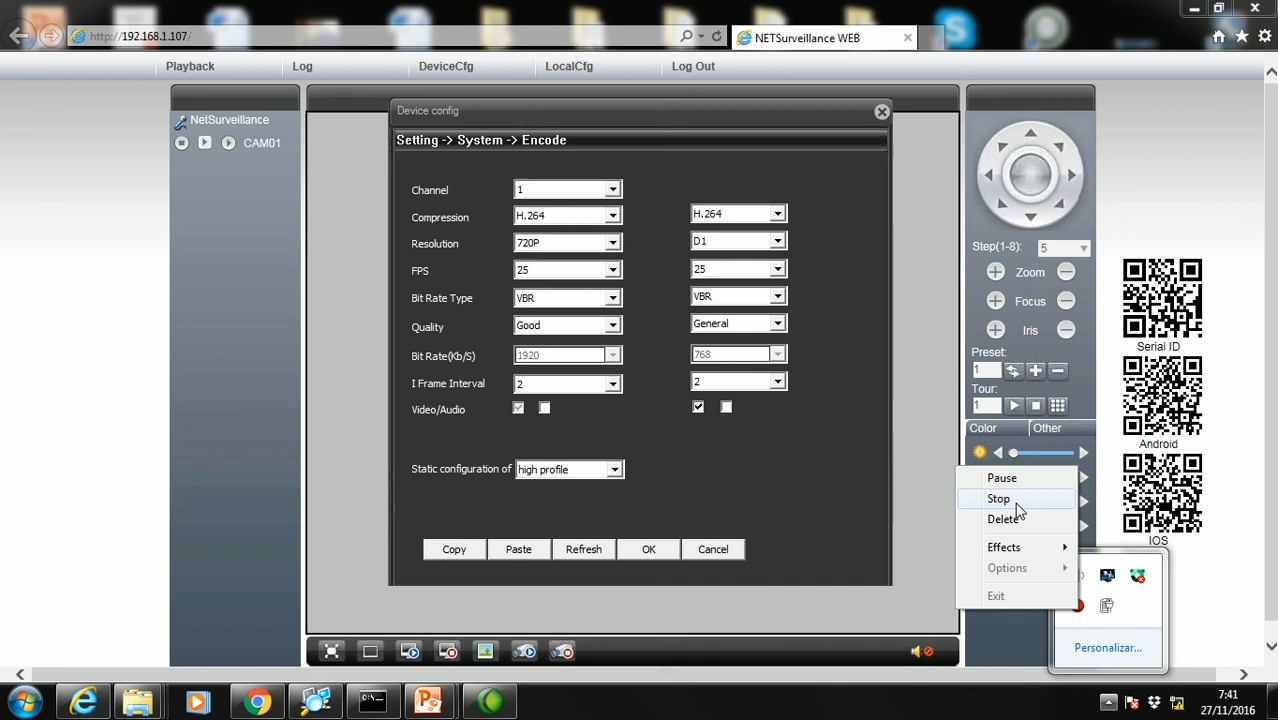 http://192.168.1.107/
NETSurveillance WEB
Playback
Log
DeviceCfg
LocalCfg
Log Out
NetSurveillance
CAM01
Device config
Setting -> System -> Encode
Channel 1
Compression H.264 H.264
Resolution 720P D1
FPS 25 25
Bit Rate Type VBR VBR
Quality Good General
Bit Rate(Kb/S) 1920 768
I Frame Interval 2 2
Video/Audio
Static configuration of high profile
Copy
Paste
Refresh
OK
Cancel
Step(1-8): 5
Zoom
Focus
Iris
Preset:
1
Tour:
1
Color
Other
Serial ID
Android
IOS
Pause
Stop
Delete
Effects
Options
Exit
Personalizar...
7:41
27/11/2016